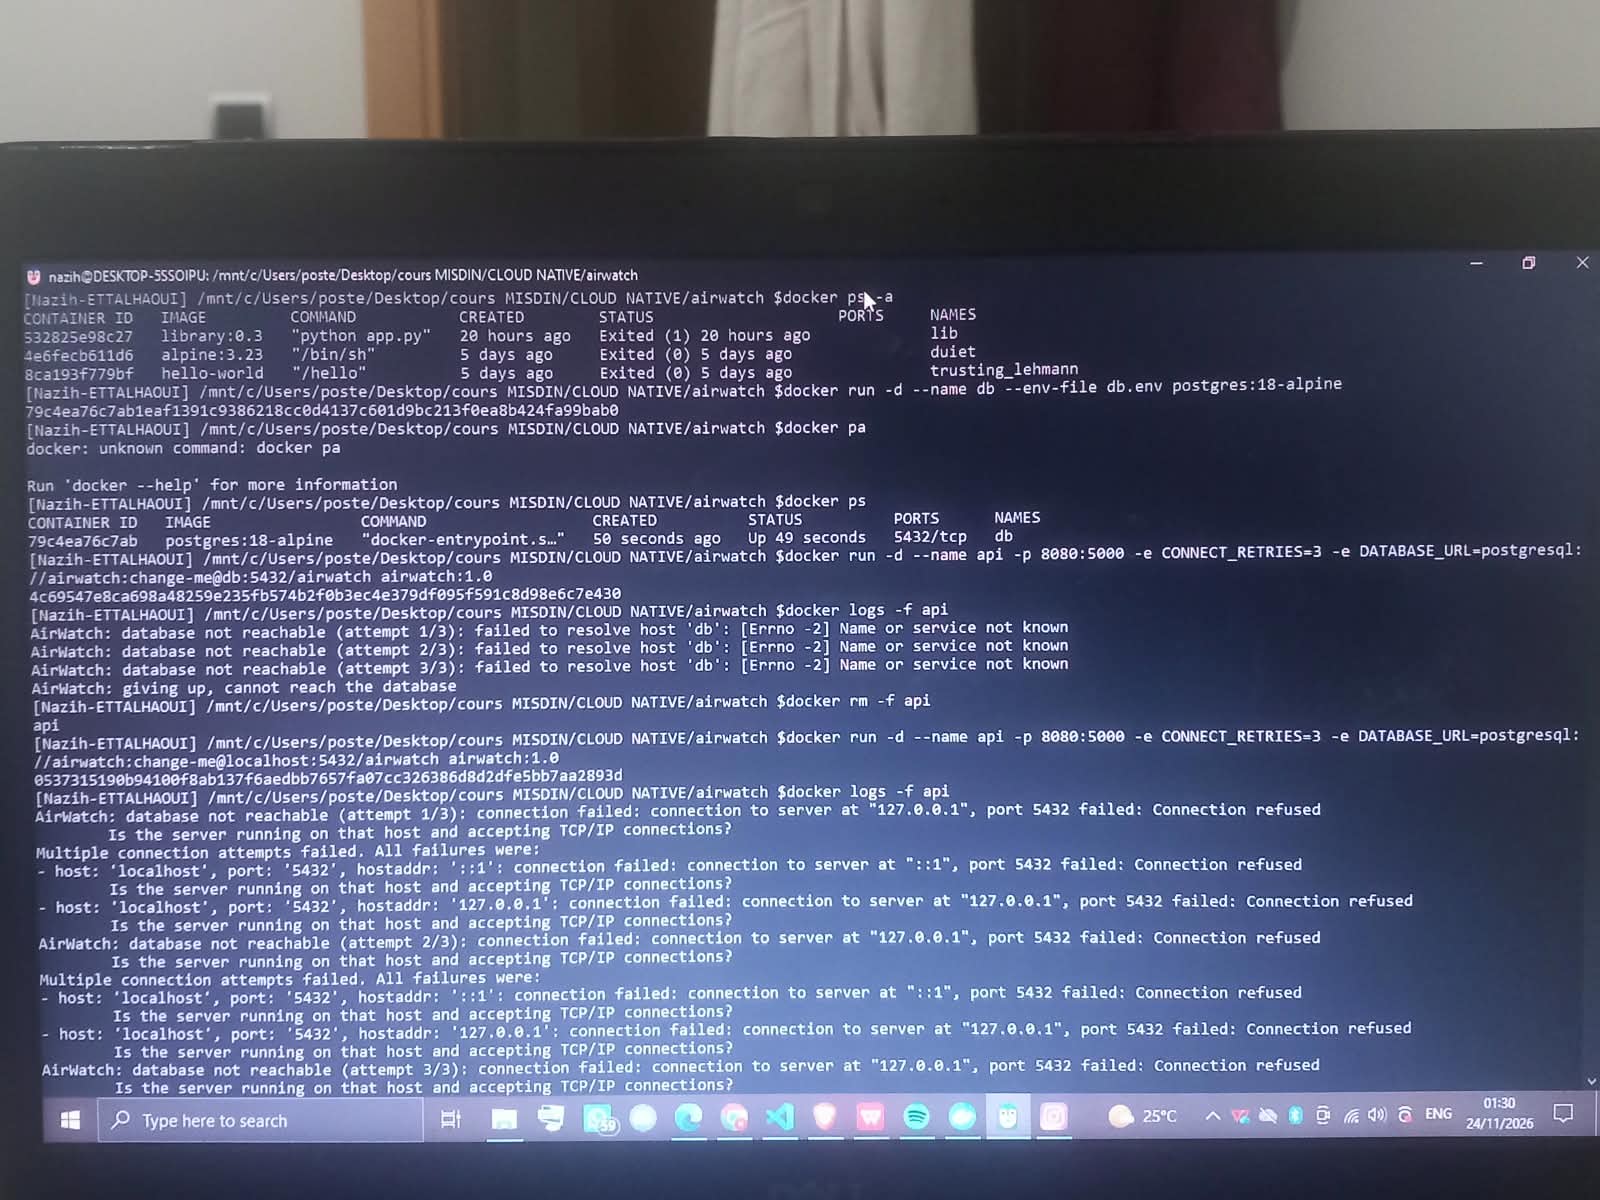 nazih@DESKTOP-5SSOIPU: /mnt/c/Users/poste/Desktop/cours MISDIN/CLOUD NATIVE/airwatch
[Nazih-ETTALHAOUI] /mnt/c/Users/poste/Desktop/cours MISDIN/CLOUD NATIVE/airwatch $docker ps -a
CONTAINER ID IMAGE COMMAND CREATED STATUS PORTS NAMES
532825e98c27 library:0.3 "python app.py" 20 hours ago Exited (1) 20 hours ago lib
4e6fecb611d6 alpine:3.23 "/bin/sh" 5 days ago Exited (0) 5 days ago duiet
8ca193f779bf hello-world "/hello" 5 days ago Exited (0) 5 days ago trusting_lehmann
[Nazih-ETTALHAOUI] /mnt/c/Users/poste/Desktop/cours MISDIN/CLOUD NATIVE/airwatch $docker run -d --name db --env-file db.env postgres:18-alpine
79c4ea76c7ab1eaf1391c9386218cc0d4137c601d9bc213f0ea8b424fa99bab0
[Nazih-ETTALHAOUI] /mnt/c/Users/poste/Desktop/cours MISDIN/CLOUD NATIVE/airwatch $docker pa
docker: unknown command: docker pa
Run 'docker --help' for more information
[Nazih-ETTALHAOUI] /mnt/c/Users/poste/Desktop/cours MISDIN/CLOUD NATIVE/airwatch $docker ps
CONTAINER ID IMAGE COMMAND CREATED STATUS PORTS NAMES
79c4ea76c7ab postgres:18-alpine "docker-entrypoint.s…" 50 seconds ago Up 49 seconds 5432/tcp db
[Nazih-ETTALHAOUI] /mnt/c/Users/poste/Desktop/cours MISDIN/CLOUD NATIVE/airwatch $docker run -d --name api -p 8080:5000 -e CONNECT_RETRIES=3 -e DATABASE_URL=postgresql:
//airwatch:change-me@db:5432/airwatch airwatch:1.0
4c69547e8ca698a48259e235fb574b2f0b3ec4e379df095f591c8d98e6c7e430
[Nazih-ETTALHAOUI] /mnt/c/Users/poste/Desktop/cours MISDIN/CLOUD NATIVE/airwatch $docker logs -f api
AirWatch: database not reachable (attempt 1/3): failed to resolve host 'db': [Errno -2] Name or service not known
AirWatch: database not reachable (attempt 2/3): failed to resolve host 'db': [Errno -2] Name or service not known
AirWatch: database not reachable (attempt 3/3): failed to resolve host 'db': [Errno -2] Name or service not known
AirWatch: giving up, cannot reach the database
[Nazih-ETTALHAOUI] /mnt/c/Users/poste/Desktop/cours MISDIN/CLOUD NATIVE/airwatch $docker rm -f api
api
[Nazih-ETTALHAOUI] /mnt/c/Users/poste/Desktop/cours MISDIN/CLOUD NATIVE/airwatch $docker run -d --name api -p 8080:5000 -e CONNECT_RETRIES=3 -e DATABASE_URL=postgresql:
//airwatch:change-me@localhost:5432/airwatch airwatch:1.0
0537315190b94100f8ab137f6aedbb7657fa07cc326386d8d2dfe5bb7aa2893d
[Nazih-ETTALHAOUI] /mnt/c/Users/poste/Desktop/cours MISDIN/CLOUD NATIVE/airwatch $docker logs -f api
AirWatch: database not reachable (attempt 1/3): connection failed: connection to server at "127.0.0.1", port 5432 failed: Connection refused
Is the server running on that host and accepting TCP/IP connections?
Multiple connection attempts failed. All failures were:
- host: 'localhost', port: '5432', hostaddr: '::1': connection failed: connection to server at "::1", port 5432 failed: Connection refused
Is the server running on that host and accepting TCP/IP connections?
- host: 'localhost', port: '5432', hostaddr: '127.0.0.1': connection failed: connection to server at "127.0.0.1", port 5432 failed: Connection refused
Is the server running on that host and accepting TCP/IP connections?
AirWatch: database not reachable (attempt 2/3): connection failed: connection to server at "127.0.0.1", port 5432 failed: Connection refused
Is the server running on that host and accepting TCP/IP connections?
Multiple connection attempts failed. All failures were:
- host: 'localhost', port: '5432', hostaddr: '::1': connection failed: connection to server at "::1", port 5432 failed: Connection refused
Is the server running on that host and accepting TCP/IP connections?
- host: 'localhost', port: '5432', hostaddr: '127.0.0.1': connection failed: connection to server at "127.0.0.1", port 5432 failed: Connection refused
Is the server running on that host and accepting TCP/IP connections?
AirWatch: database not reachable (attempt 3/3): connection failed: connection to server at "127.0.0.1", port 5432 failed: Connection refused
Is the server running on that host and accepting TCP/IP connections?
Type here to search
59
25°C
ENG
01:30
24/11/2026